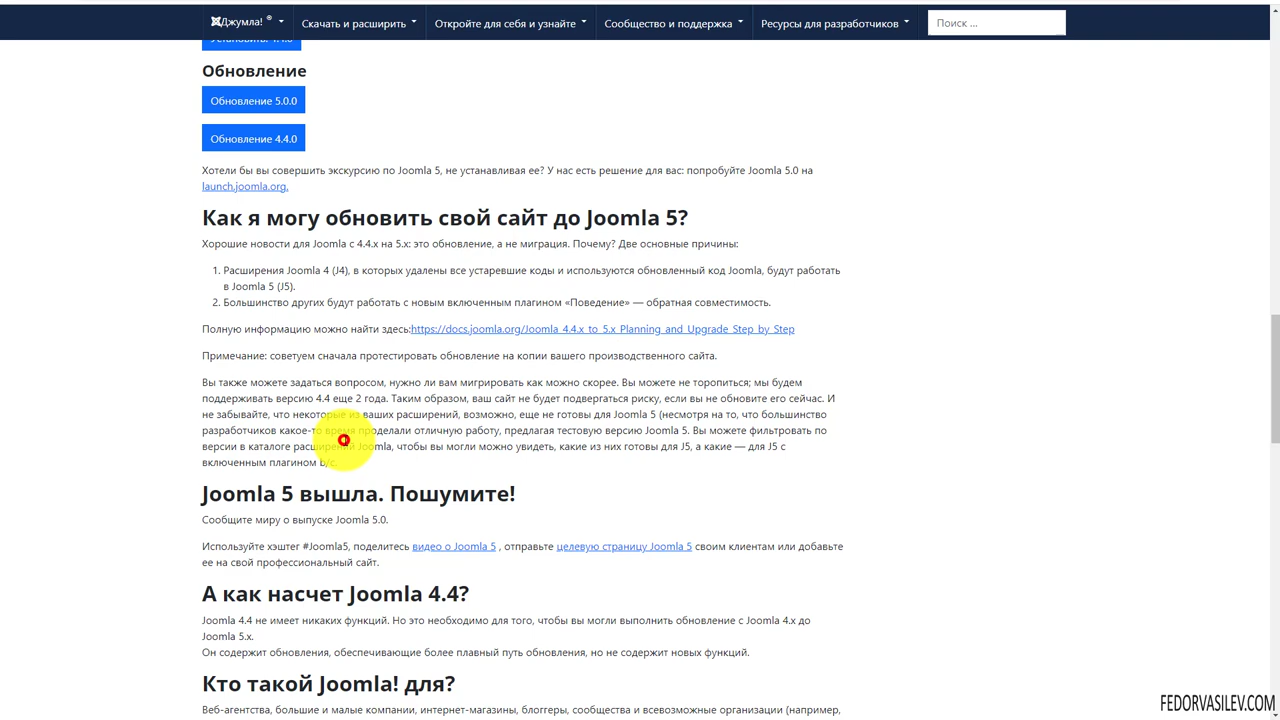 Джумла! ®
Скачать и расширить
Откройте для себя и узнайте
Сообщество и поддержка
Ресурсы для разработчиков
Поиск ...
Установить 4.4.0
Обновление
Обновление 5.0.0
Обновление 4.4.0
Хотели бы вы совершить экскурсию по Joomla 5, не устанавливая ее? У нас есть решение для вас: попробуйте Joomla 5.0 на
launch.joomla.org.
Как я могу обновить свой сайт до Joomla 5?
Хорошие новости для Joomla с 4.4.x на 5.x: это обновление, а не миграция. Почему? Две основные причины:
1. Расширения Joomla 4 (J4), в которых удалены все устаревшие коды и используются обновленный код Joomla, будут работать
в Joomla 5 (J5).
2. Большинство других будут работать с новым включенным плагином «Поведение» — обратная совместимость.
Полную информацию можно найти здесь:https://docs.joomla.org/Joomla_4.4.x_to_5.x_Planning_and_Upgrade_Step_by_Step
Примечание: советуем сначала протестировать обновление на копии вашего производственного сайта.
Вы также можете задаться вопросом, нужно ли вам мигрировать как можно скорее. Вы можете не торопиться; мы будем
поддерживать версию 4.4 еще 2 года. Таким образом, ваш сайт не будет подвергаться риску, если вы не обновите его сейчас. И
не забывайте, что некоторые из ваших расширений, возможно, еще не готовы для Joomla 5 (несмотря на то, что большинство
разработчиков какое-то время проделали отличную работу, предлагая тестовую версию Joomla 5. Вы можете фильтровать по
версии в каталоге расширений Joomla, чтобы вы могли можно увидеть, какие из них готовы для J5, а какие — для J5 с
включенным плагином b/c.
Joomla 5 вышла. Пошумите!
Сообщите миру о выпуске Joomla 5.0.
Используйте хэштег #Joomla5, поделитесь видео о Joomla 5 , отправьте целевую страницу Joomla 5 своим клиентам или добавьте
ее на свой профессиональный сайт.
А как насчет Joomla 4.4?
Joomla 4.4 не имеет никаких функций. Но это необходимо для того, чтобы вы могли выполнить обновление с Joomla 4.x до
Joomla 5.x.
Он содержит обновления, обеспечивающие более плавный путь обновления, но не содержит новых функций.
Кто такой Joomla! для?
Веб-агентства, большие и малые компании, интернет-магазины, блоггеры, сообщества и всевозможные организации (например,
FEDORVASILEV.COM